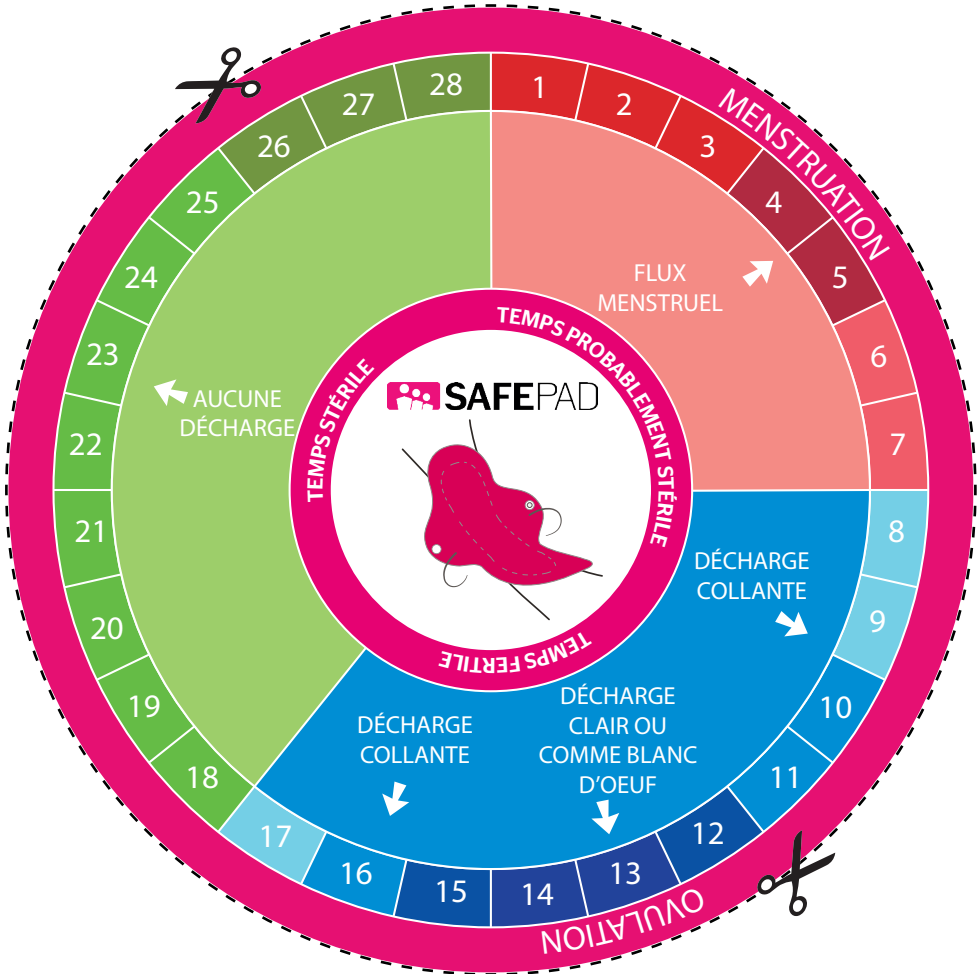 1
2
3
4
5
6
7
8
9
10
11
12
13
14
15
16
17
18
19
20
21
22
23
24
25
26
27
28
MENSTRUATION
OVULATION
FLUX
MENSTRUEL
DÉCHARGE
COLLANTE
DÉCHARGE
CLAIR OU
COMME BLANC
D'OEUF
DÉCHARGE
COLLANTE
AUCUNE
DÉCHARGE
TEMPS PROBABLEMENT STÉRILE
TEMPS FERTILE
TEMPS STÉRILE
SAFEPAD